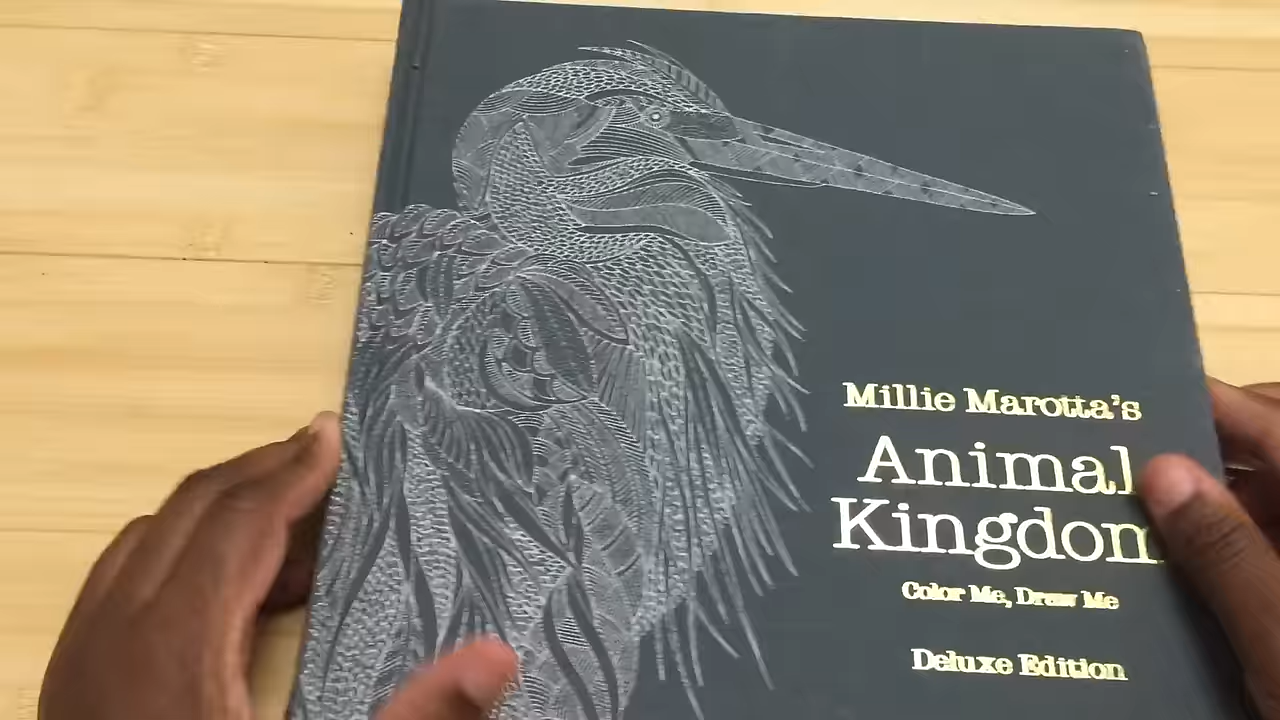 Millie Marotta's
Animal
Kingdom
Color Me, Draw Me
Deluxe Edition